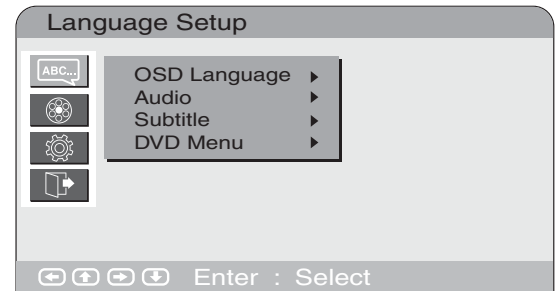 Language Setup
ABC...
OSD Language
Audio
Subtitle
DVD Menu
Enter : Select